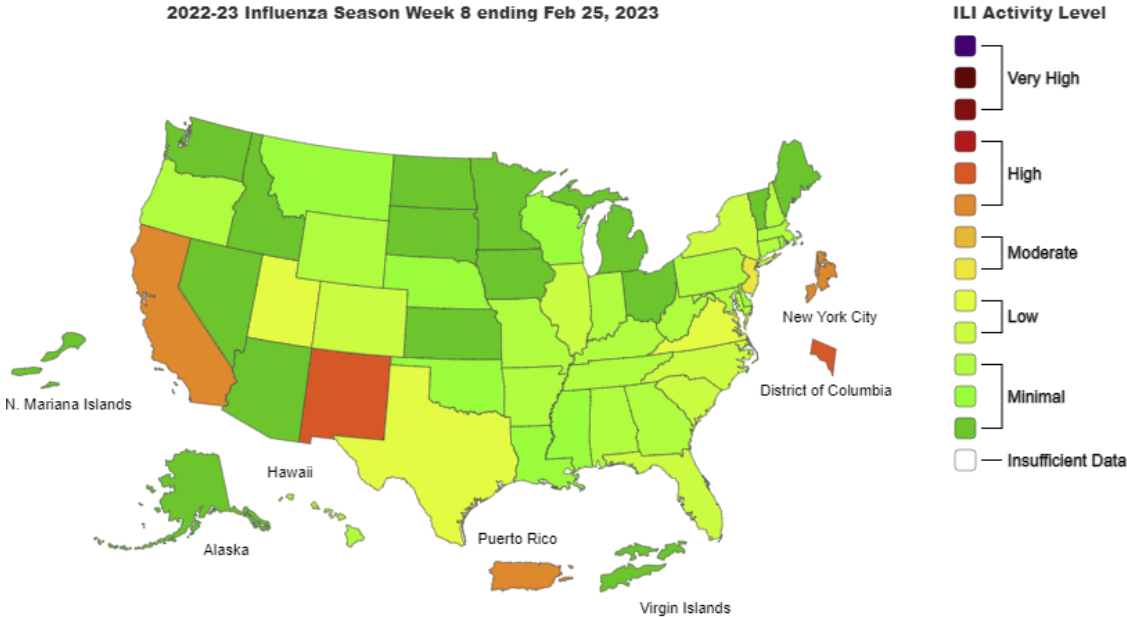 2022-23 Influenza Season Week 8 ending Feb 25, 2023
ILI Activity Level
Very High
High
Moderate
Low
Minimal
Insufficient Data
New York City
District of Columbia
N. Mariana Islands
Hawaii
Alaska
Puerto Rico
Virgin Islands